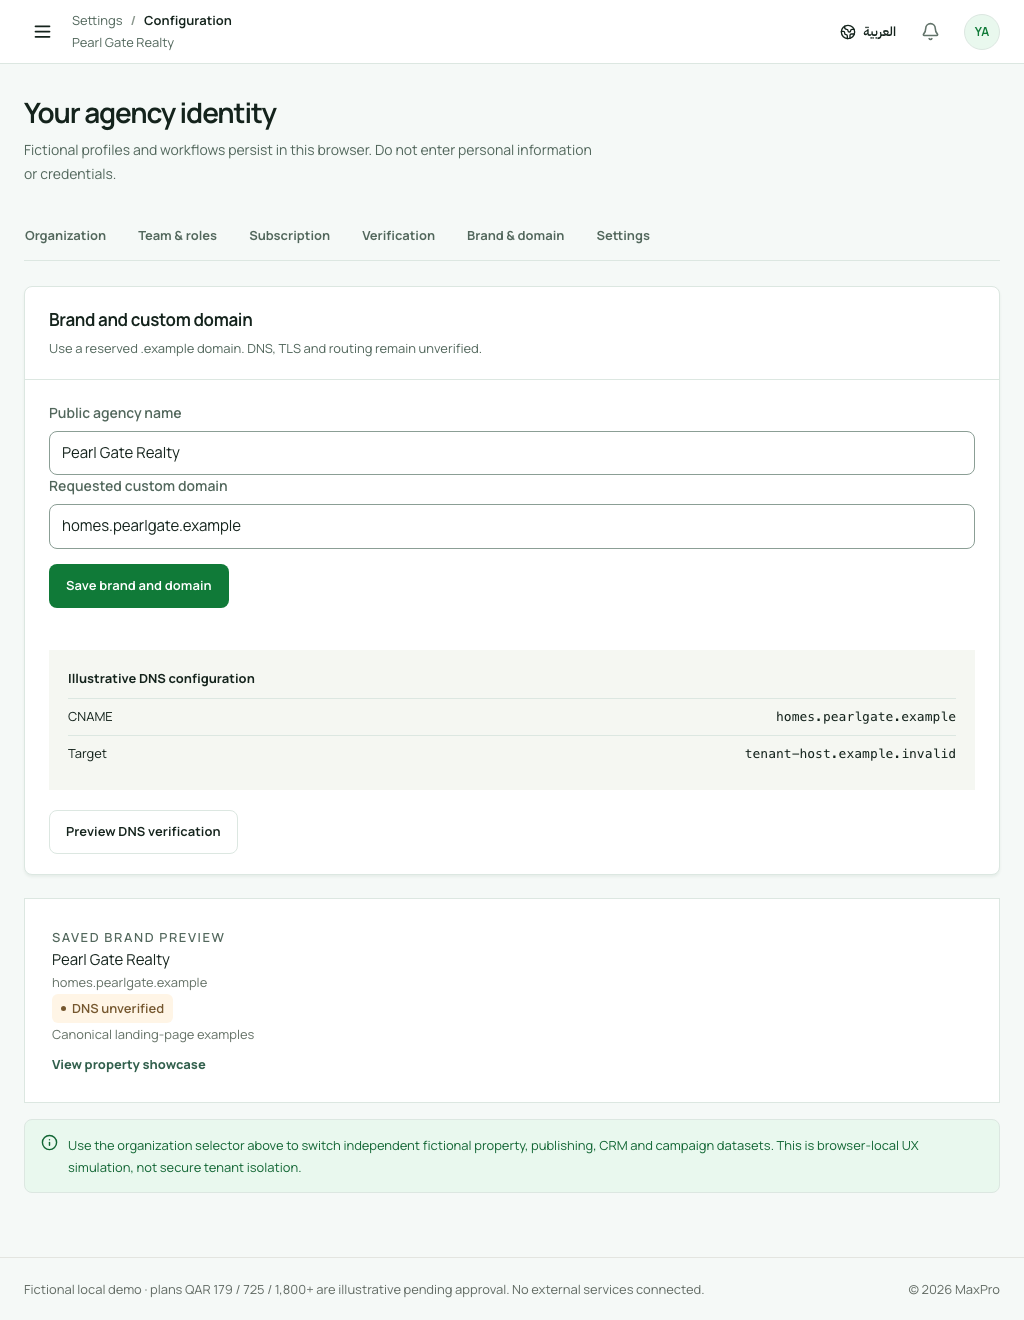 Settings / Configuration
Pearl Gate Realty
العربية
YA
Your agency identity
Fictional profiles and workflows persist in this browser. Do not enter personal information
or credentials.
Organization Team & roles Subscription Verification Brand & domain Settings
Brand and custom domain
Use a reserved .example domain. DNS, TLS and routing remain unverified.
Public agency name
Pearl Gate Realty
Requested custom domain
homes.pearlgate.example
Save brand and domain
Illustrative DNS configuration
CNAME homes.pearlgate.example
Target tenant-host.example.invalid
Preview DNS verification
SAVED BRAND PREVIEW
Pearl Gate Realty
homes.pearlgate.example
DNS unverified
Canonical landing-page examples
View property showcase
Use the organization selector above to switch independent fictional property, publishing, CRM and campaign datasets. This is browser-local UX
simulation, not secure tenant isolation.
Fictional local demo · plans QAR 179 / 725 / 1,800+ are illustrative pending approval. No external services connected. © 2026 MaxPro